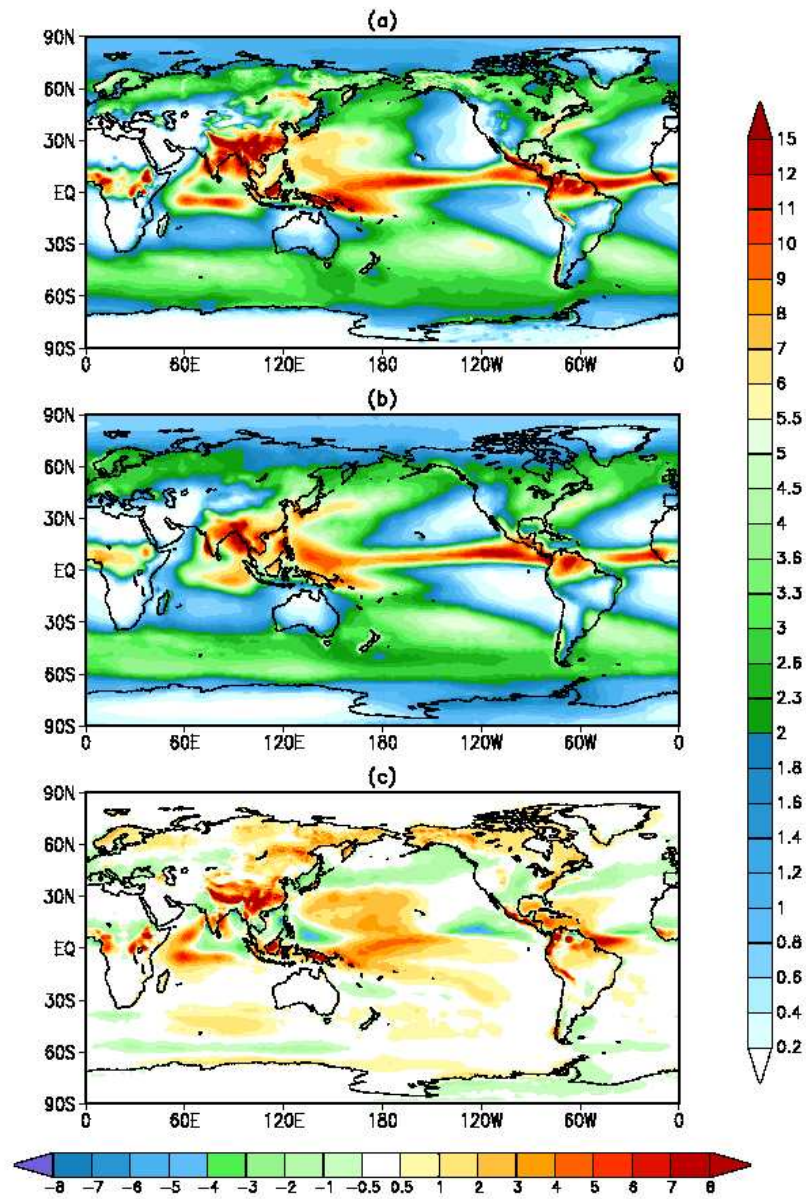 (a)
90N
60N
30N
EQ
30S
60S
90S
0 60E 120E 180 120W 60W 0
(b)
90N
60N
30N
EQ
30S
60S
90S
0 60E 120E 180 120W 60W 0
(c)
90N
60N
30N
EQ
30S
60S
90S
0 60E 120E 180 120W 60W 0
15
12
11
10
9
8
7
6
5
4.5
4
3.6
3.3
3
2.6
2.3
2
1.8
1.6
1.4
1.2
1
0.8
0.6
0.4
0.2
-8 -7 -6 -5 -4 -3 -2 -1 -0.5 0.5 1 2 3 4 5 6 7 8